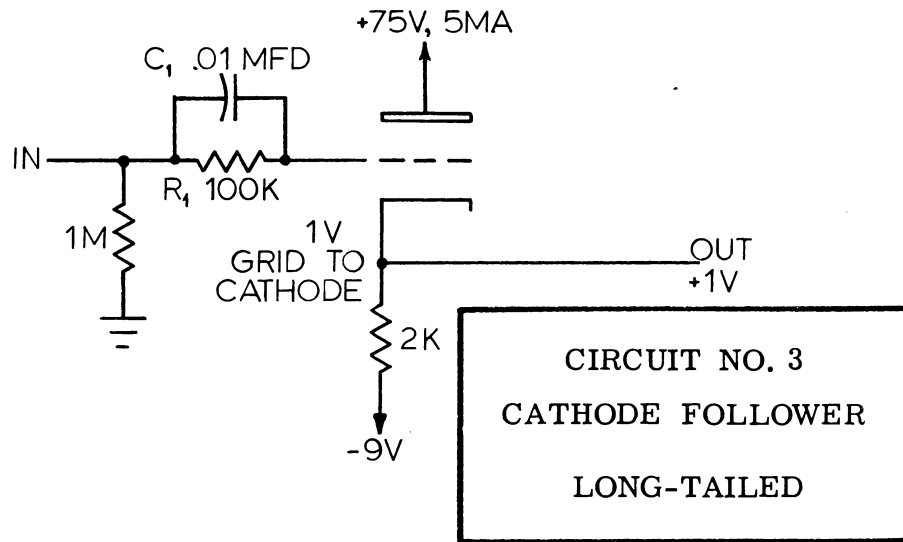 +75V, 5MA
C₁ .01 MFD
IN
R₁ 100K
1M
1V
GRID TO
CATHODE
OUT
+1V
2K
-9V
CIRCUIT NO. 3
CATHODE FOLLOWER
LONG-TAILED